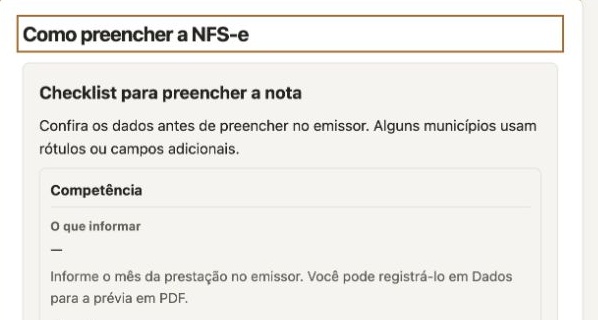 Como preencher a NFS-e
Checklist para preencher a nota
Confira os dados antes de preencher no emissor. Alguns municípios usam
rótulos ou campos adicionais.
Competência
O que informar
—
Informe o mês da prestação no emissor. Você pode registrá-lo em Dados
para a prévia em PDF.